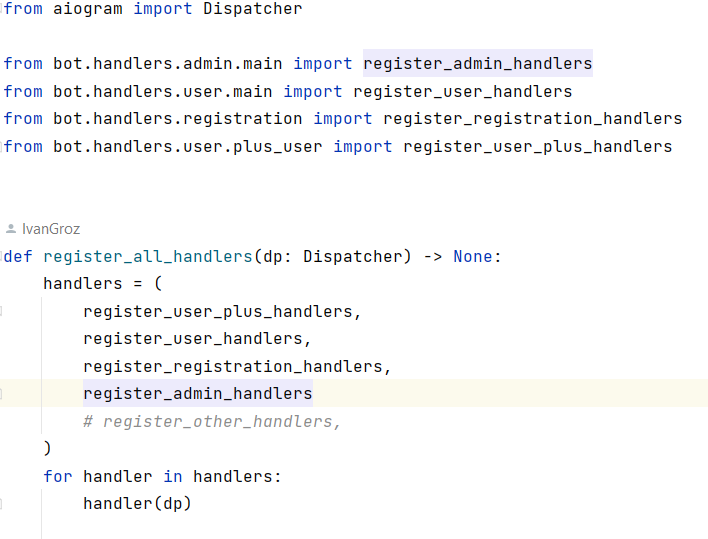 from aiogram import Dispatcher
from bot.handlers.admin.main import register_admin_handlers
from bot.handlers.user.main import register_user_handlers
from bot.handlers.registration import register_registration_handlers
from bot.handlers.user.plus_user import register_user_plus_handlers
IvanGroz
def register_all_handlers(dp: Dispatcher) -> None:
    handlers = (
        register_user_plus_handlers,
        register_user_handlers,
        register_registration_handlers,
        register_admin_handlers
        # register_other_handlers,
    )
    for handler in handlers:
        handler(dp)